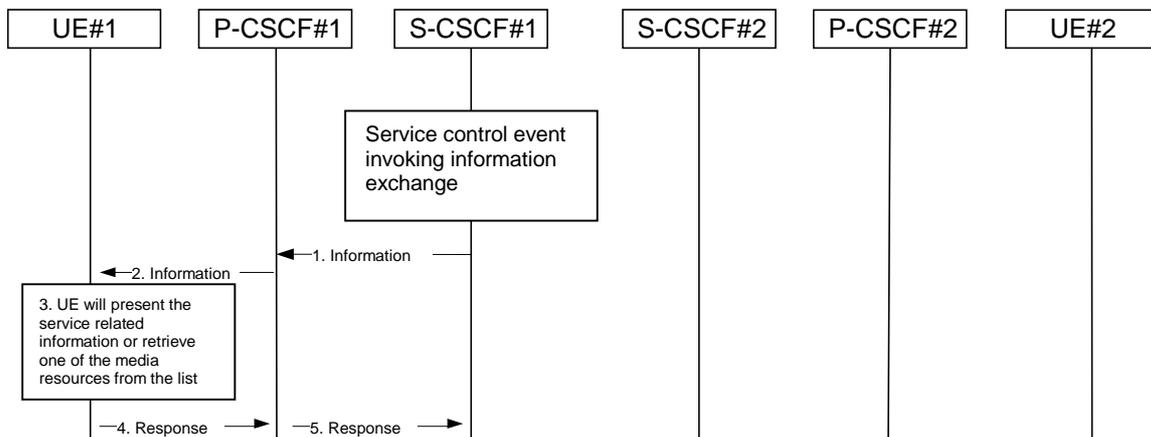 UE#1
P-CSCF#1
S-CSCF#1
S-CSCF#2
P-CSCF#2
UE#2
Service control event
invoking information
exchange
1. Information
2. Information
3. UE will present the
service related
information or retrieve
one of the media
resources from the list
4. Response
5. Response